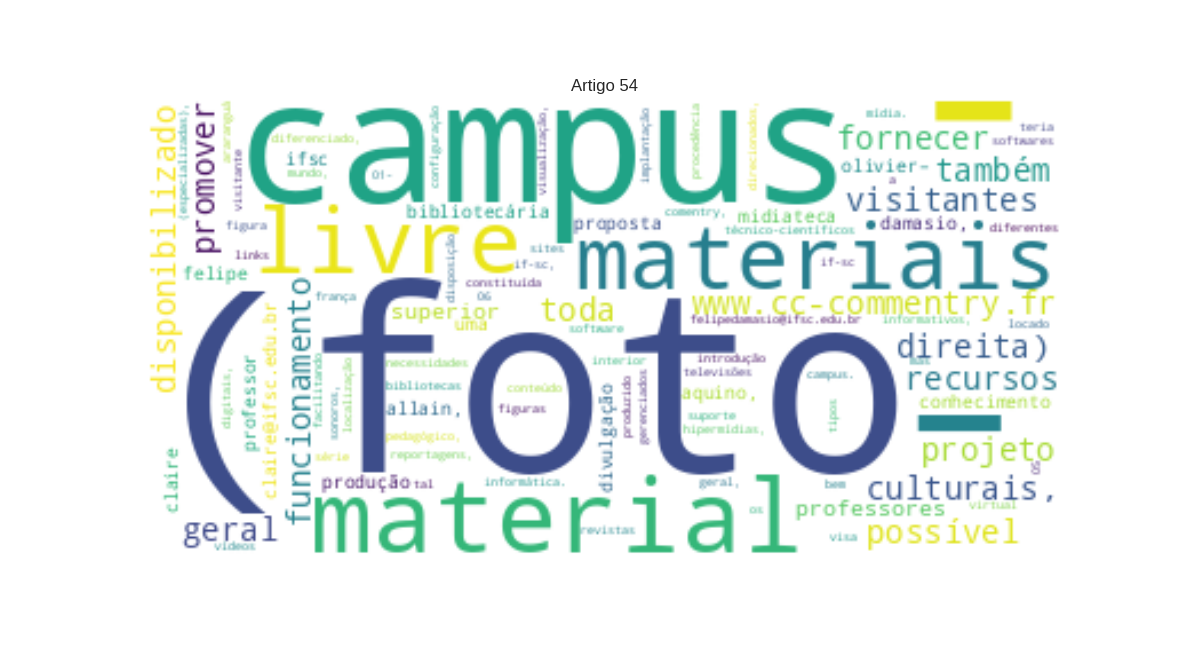 Artigo 54
campus
(foto
material
materiais
livre
disponibilizado
promover
funcionamento
fornecer
também
visitantes
www.cc-commentry.fr
direita)
recursos
projeto
culturais,
possível
geral
toda
superior
uma
professores
conhecimento
midiateca
técnico-científicos
damasio,
diferentes
olivier-
a
mídia.
teria
softwares
direcionados,
procedência
implantação
visualização,
configuração
diferenciado,
ifsc
mundo,
01-
araranguá
visitante
(especializadas),
figura
links
felipe
bibliotecária
proposta
comentry,
sites
if-sc,
if-sc
constituída
disposição
06
frança
software
felipedamasio@ifsc.edu.br
informativos,
locado
mas
claire@ifsc.edu.br
professor
digitais,
facilitando
sonoros,
localização
necessidades
bibliotecas
allain,
pedagógico,
reportagens,
série
conteúdo
figuras
interior
introdução
televisões
campus.
aquino,
suporte
hipermídias,
tipos
divulgação
produzido
gerenciados
claire
vídeos
produção
tal
informática.
revistas
geral,
os
bem
visa
virtual
05